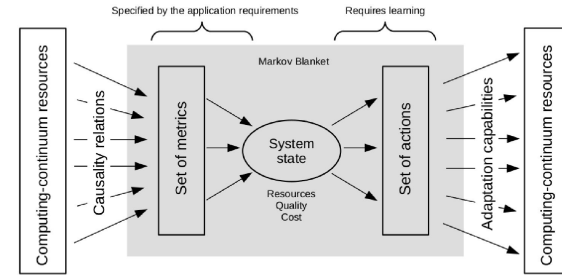 Specified by the application requirements
Requires learning
Computing-continuum resources
Causality relations
Markov Blanket
Set of metrics
System
state
Resources
Quality
Cost
Set of actions
Adaptation capabilities
Computing-continuum resources